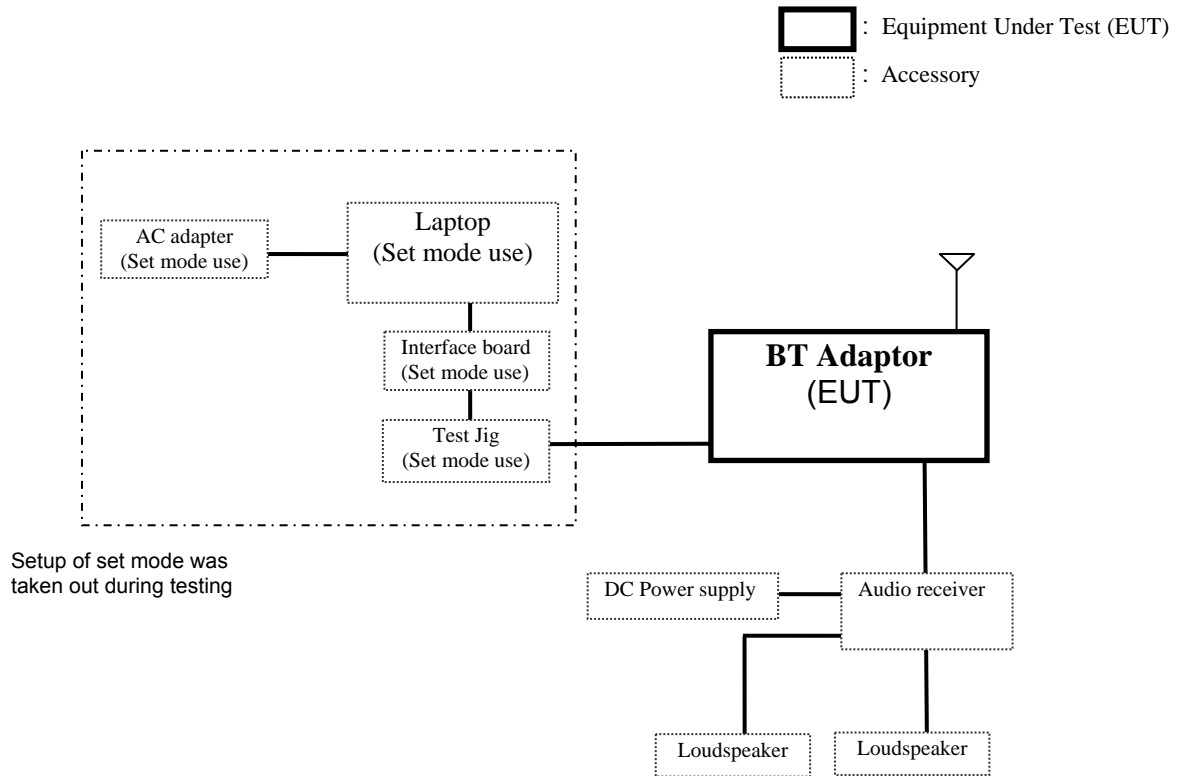 : Equipment Under Test (EUT)
: Accessory
AC adapter
(Set mode use)
Laptop
(Set mode use)
Interface board
(Set mode use)
Test Jig
(Set mode use)
BT Adaptor
(EUT)
Setup of set mode was
taken out during testing
DC Power supply
Audio receiver
Loudspeaker
Loudspeaker